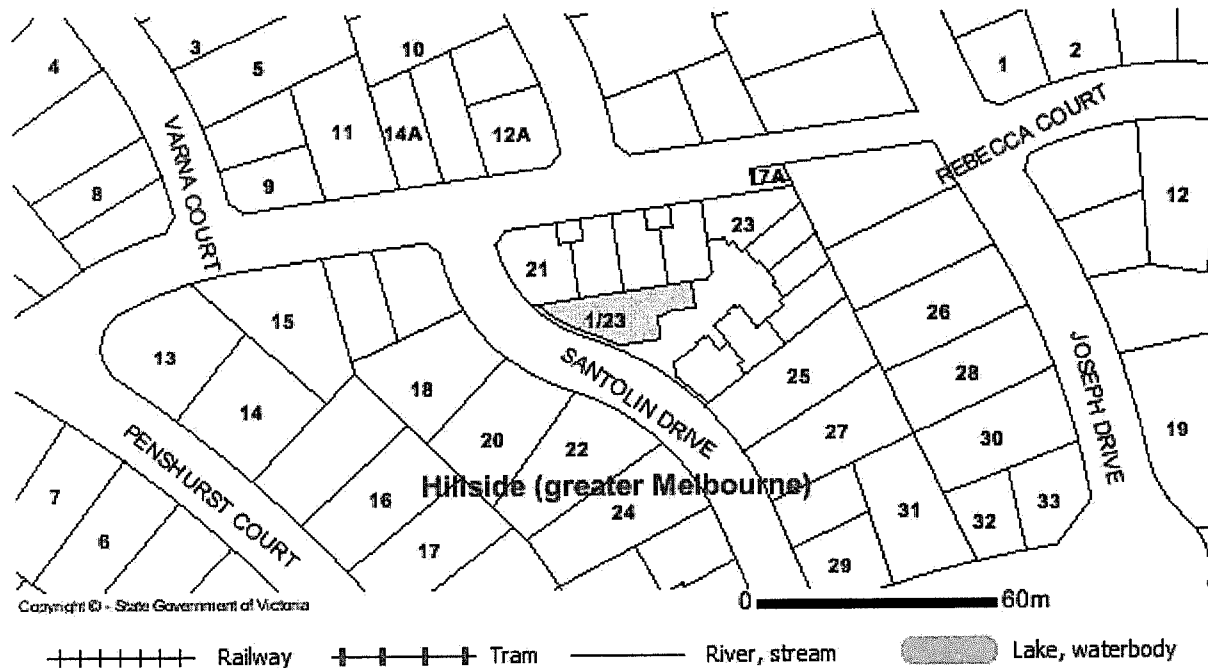 3
10
4
5
1
2
VARNA COURT
11
14A
12A
REBECCA COURT
8
9
17A
12
23
21
15
1/23
26
13
SANTOLIN DRIVE
JOSEPH DRIVE
18
25
28
14
20
22
27
30
19
PENSHURST COURT
Hillside (greater Melbourne)
7
16
24
31
32
33
6
17
29
Copyright © - State Government of Victoria
0 60m
Railway Tram River, stream Lake, waterbody